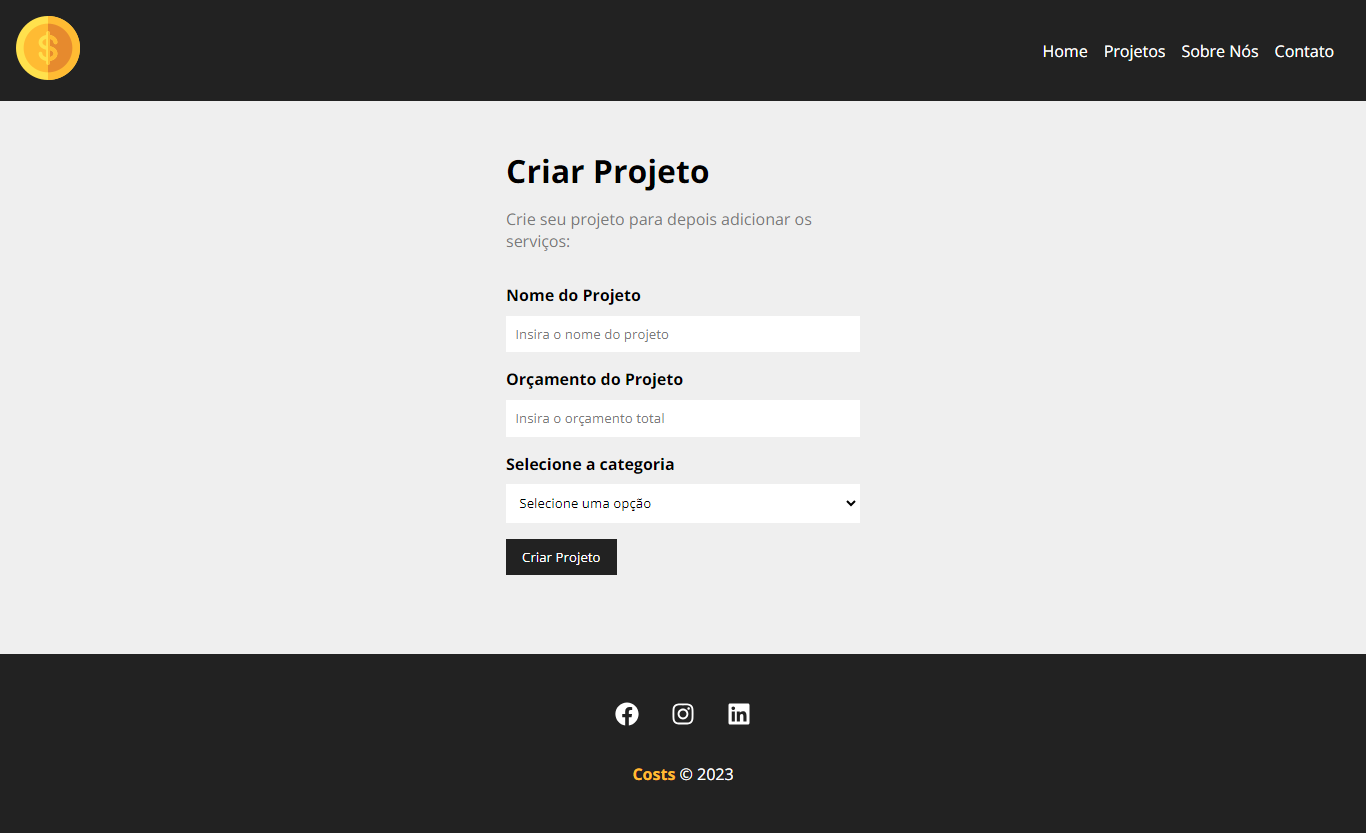 $
Home Projetos Sobre Nós Contato
Criar Projeto
Crie seu projeto para depois adicionar os
serviços:
Nome do Projeto
Insira o nome do projeto
Orçamento do Projeto
Insira o orçamento total
Selecione a categoria
Selecione uma opção
Criar Projeto
Costs © 2023